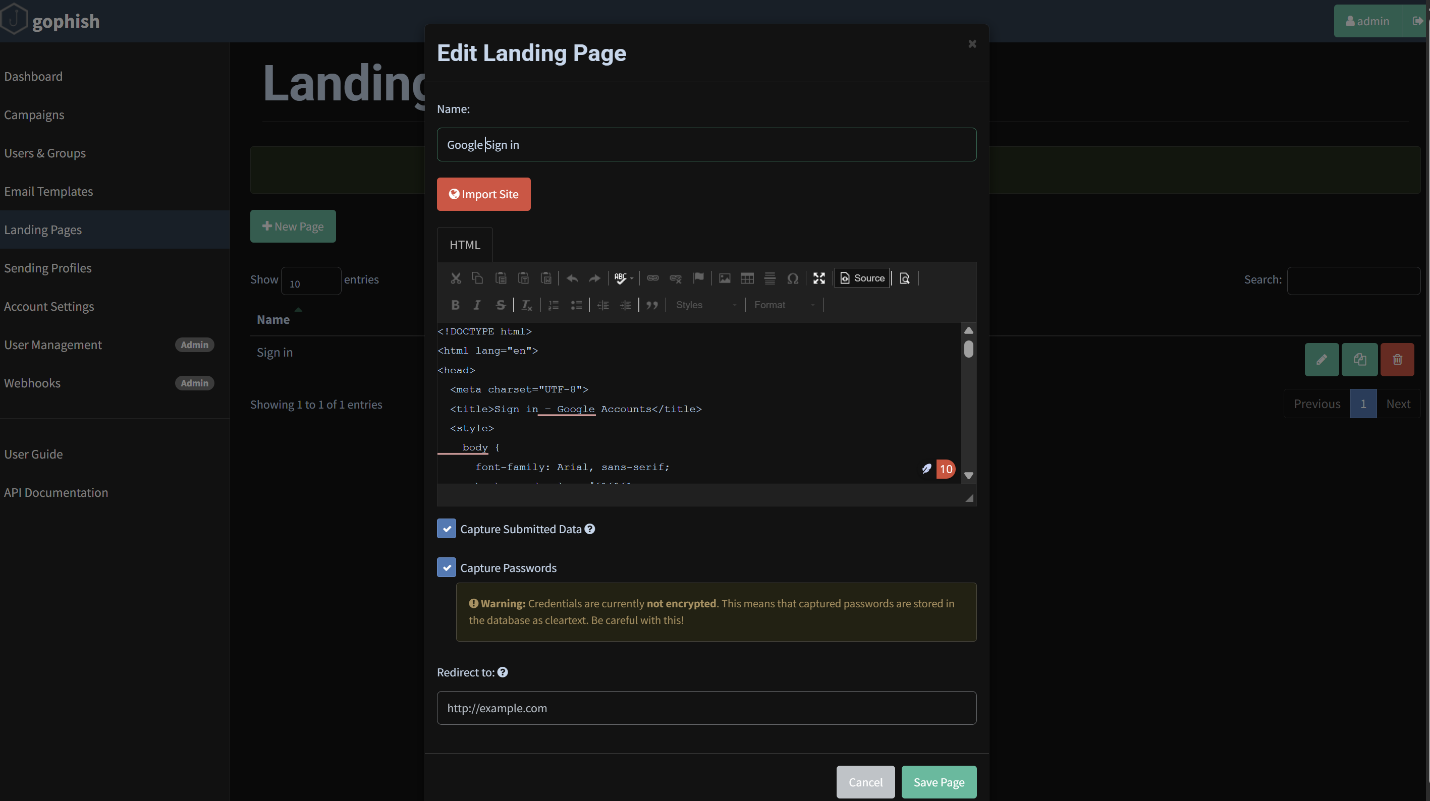 gophish
admin
Dashboard
Campaigns
Users & Groups
Email Templates
Landing Pages
Sending Profiles
Account Settings
User Management Admin
Webhooks Admin
User Guide
API Documentation
Landing
New Page
Show 10 entries
Search:
Name
Sign in
Showing 1 to 1 of 1 entries
Previous 1 Next
Edit Landing Page
×
Name:
Google Sign in
Import Site
HTML
ABC
Source
B I S Tx
Styles Format
<!DOCTYPE html>
<html lang="en">
<head>
<meta charset="UTF-8">
<title>Sign in - Google Accounts</title>
<style>
body {
font-family: Arial, sans-serif;
10
Capture Submitted Data
Capture Passwords
Warning: Credentials are currently not encrypted. This means that captured passwords are stored in
the database as cleartext. Be careful with this!
Redirect to:
http://example.com
Cancel
Save Page